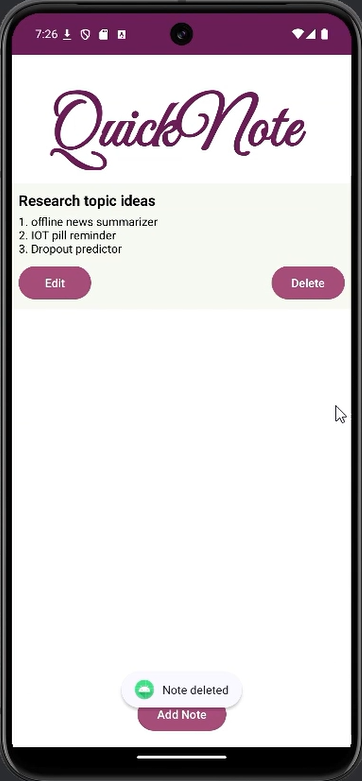 7:26
QuickNote
Research topic ideas
1. offline news summarizer
2. IOT pill reminder
3. Dropout predictor
Edit
Delete
Note deleted
Add Note